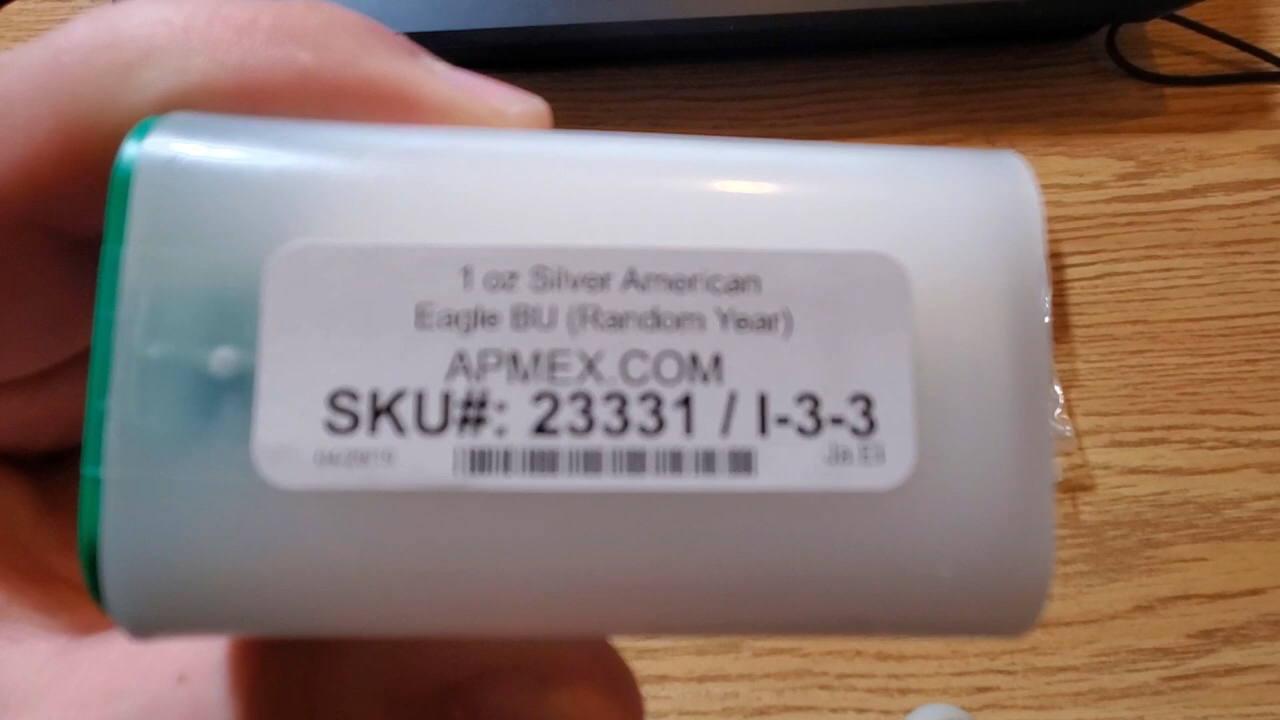 1 oz Silver American
Eagle BU (Random Year)
APMEX.COM
SKU#: 23331 / I-3-3